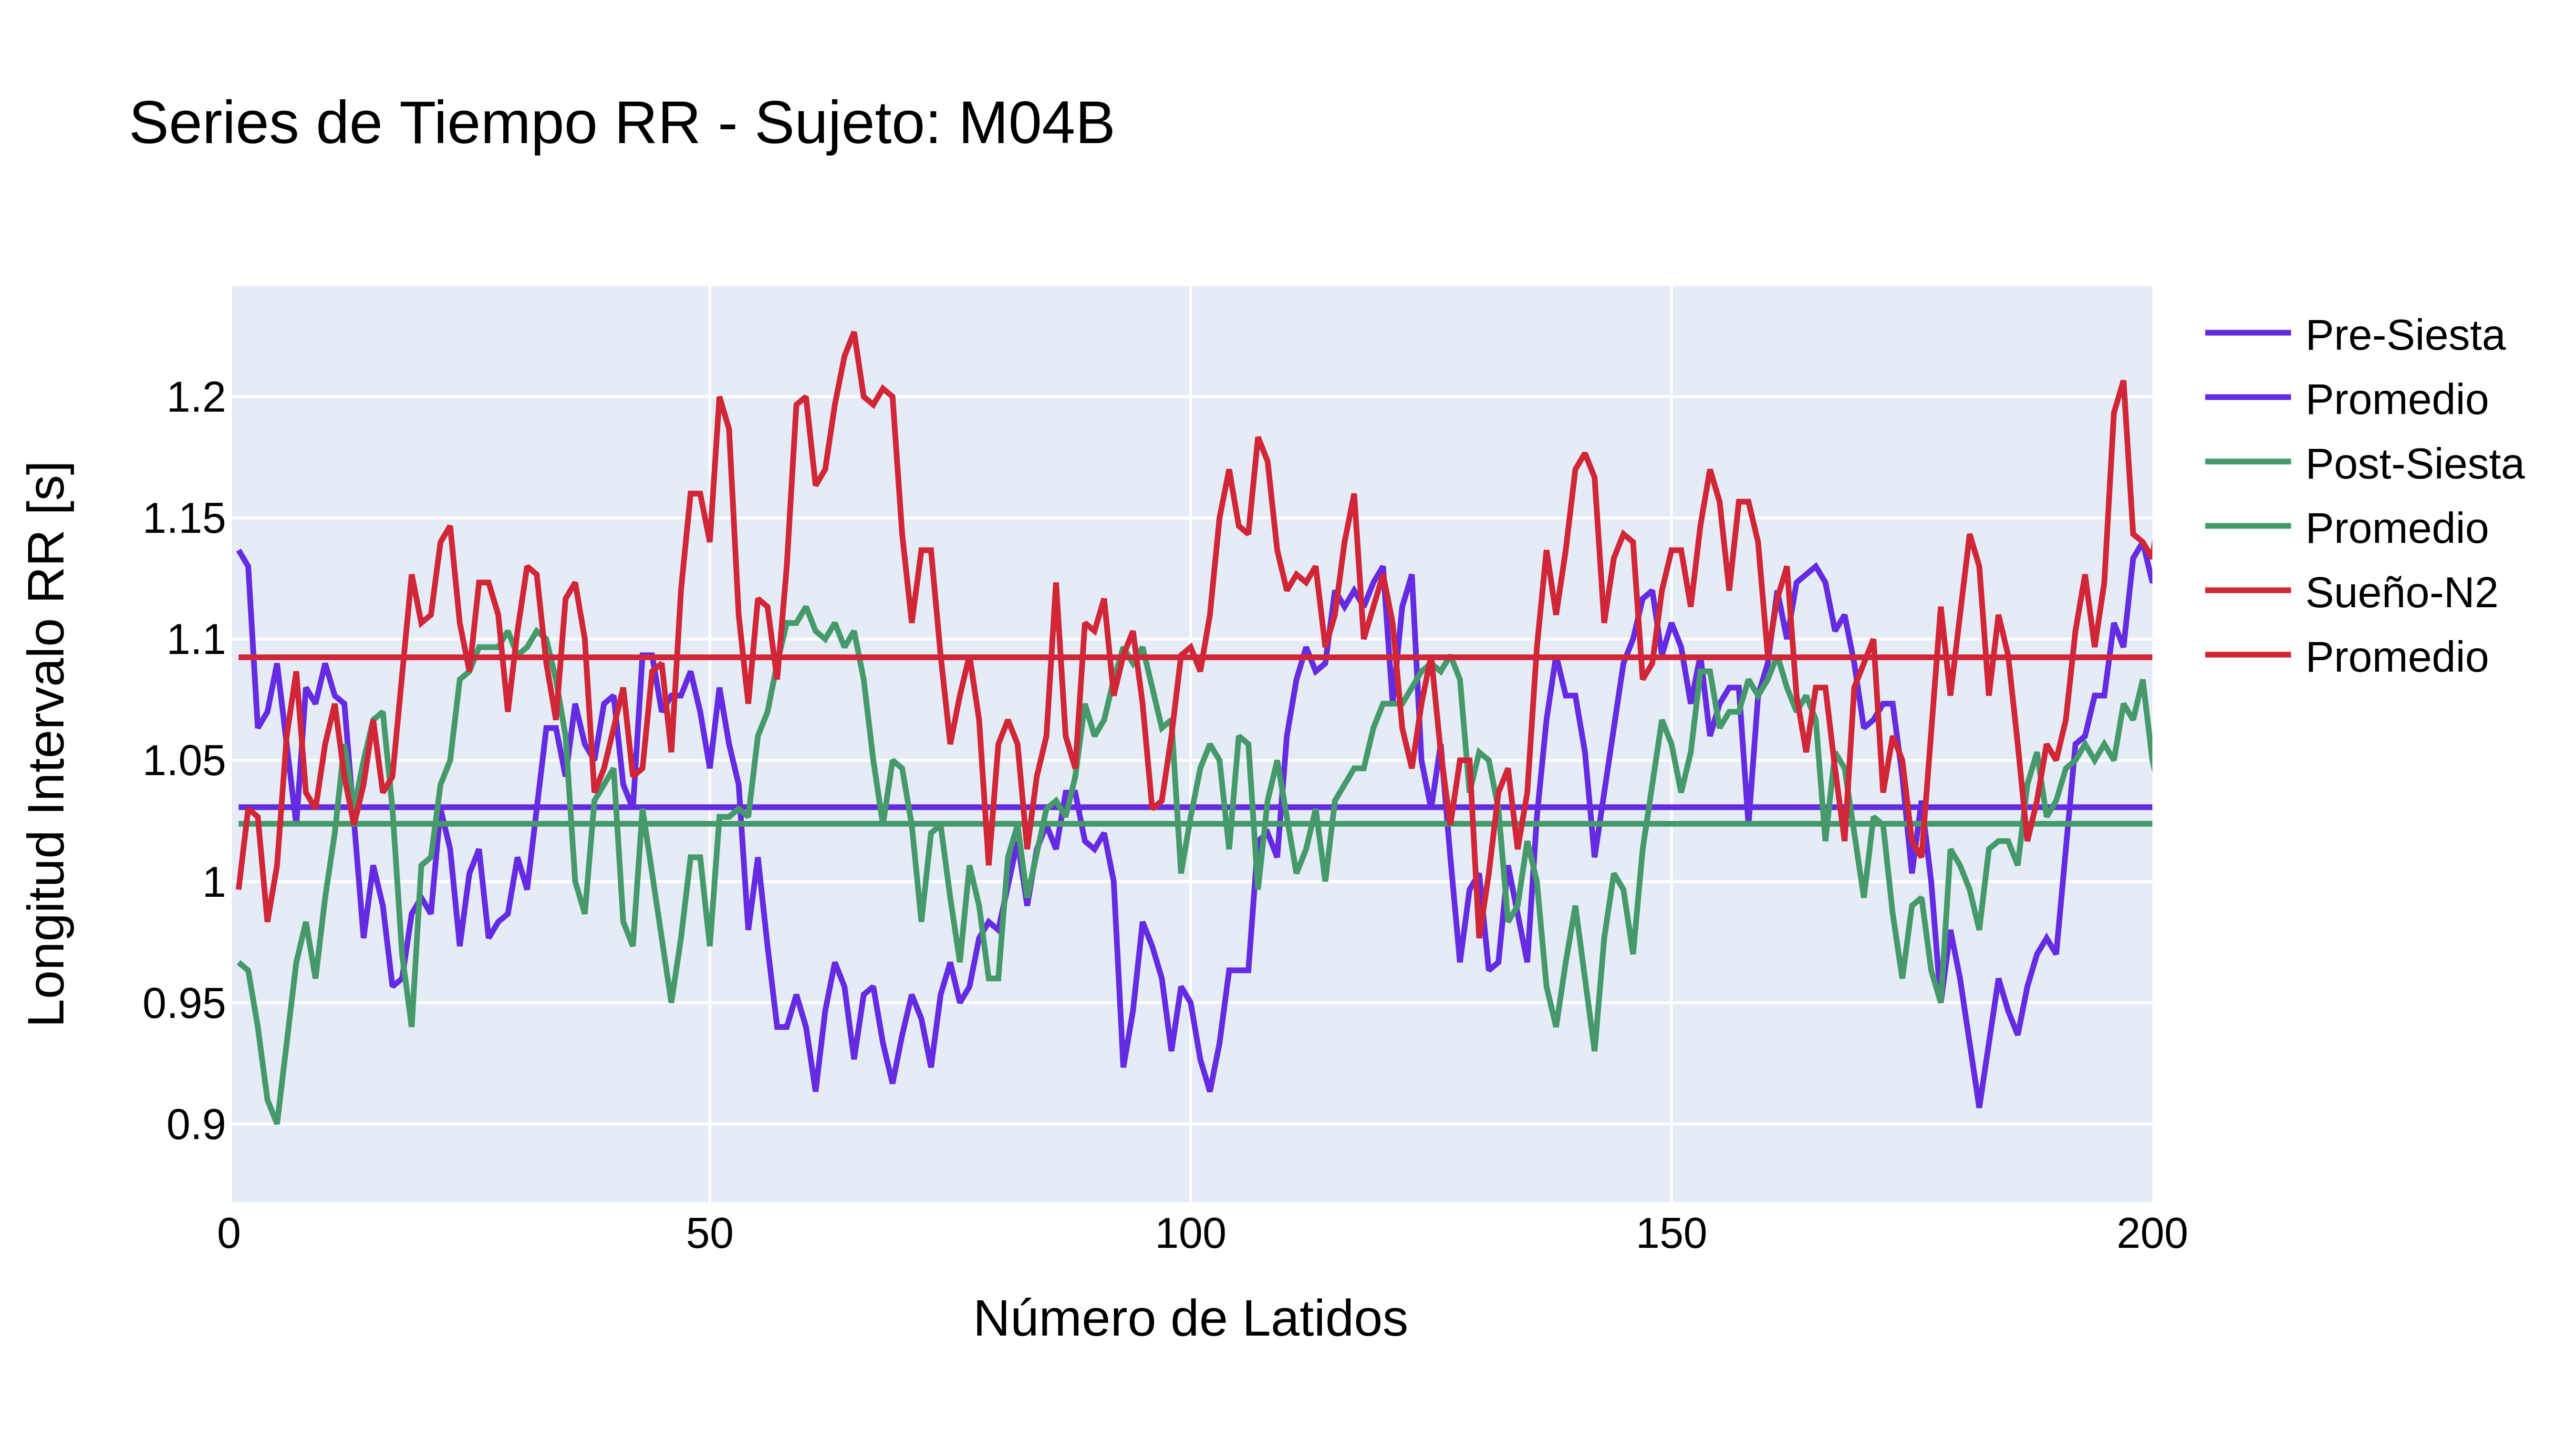 Series de Tiempo RR - Sujeto: M04B
Longitud Intervalo RR [s]
1.2
1.15
1.1
1.05
1
0.95
0.9
0
50
100
150
200
Número de Latidos
Pre-Siesta
Promedio
Post-Siesta
Promedio
Sueño-N2
Promedio